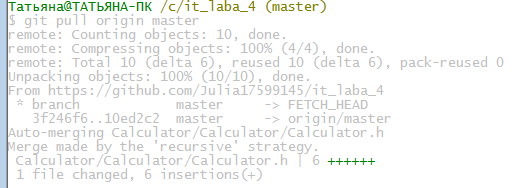 Татьяна@ТАТЬЯНА-ПК /c/it_laba_4 (master)
$ git pull origin master
remote: Counting objects: 10, done.
remote: Compressing objects: 100% (4/4), done.
remote: Total 10 (delta 6), reused 10 (delta 6), pack-reused 0
Unpacking objects: 100% (10/10), done.
From https://github.com/Julia17599145/it_laba_4
 * branch            master     -> FETCH_HEAD
   3f246f6..10ed2c2  master     -> origin/master
Auto-merging Calculator/Calculator/Calculator.h
Merge made by the 'recursive' strategy.
 Calculator/Calculator/Calculator.h | 6 ++++++
 1 file changed, 6 insertions(+)